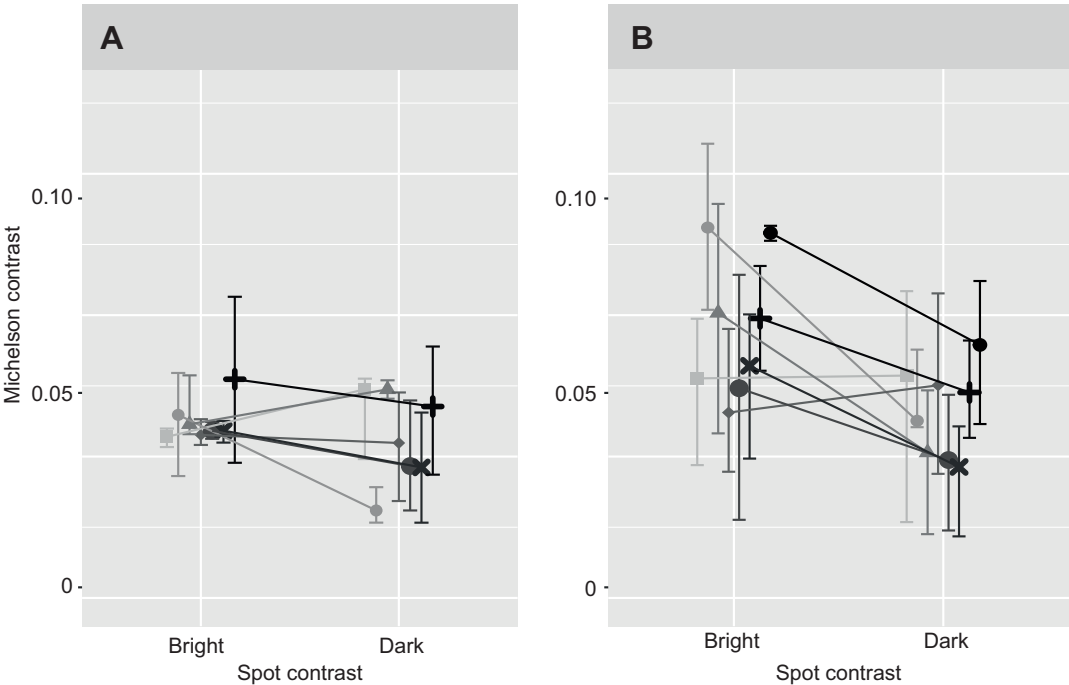 A
B
Michelson contrast
0.10
0.05
0
Bright
Dark
Spot contrast
0.10
0.05
0
Bright
Dark
Spot contrast